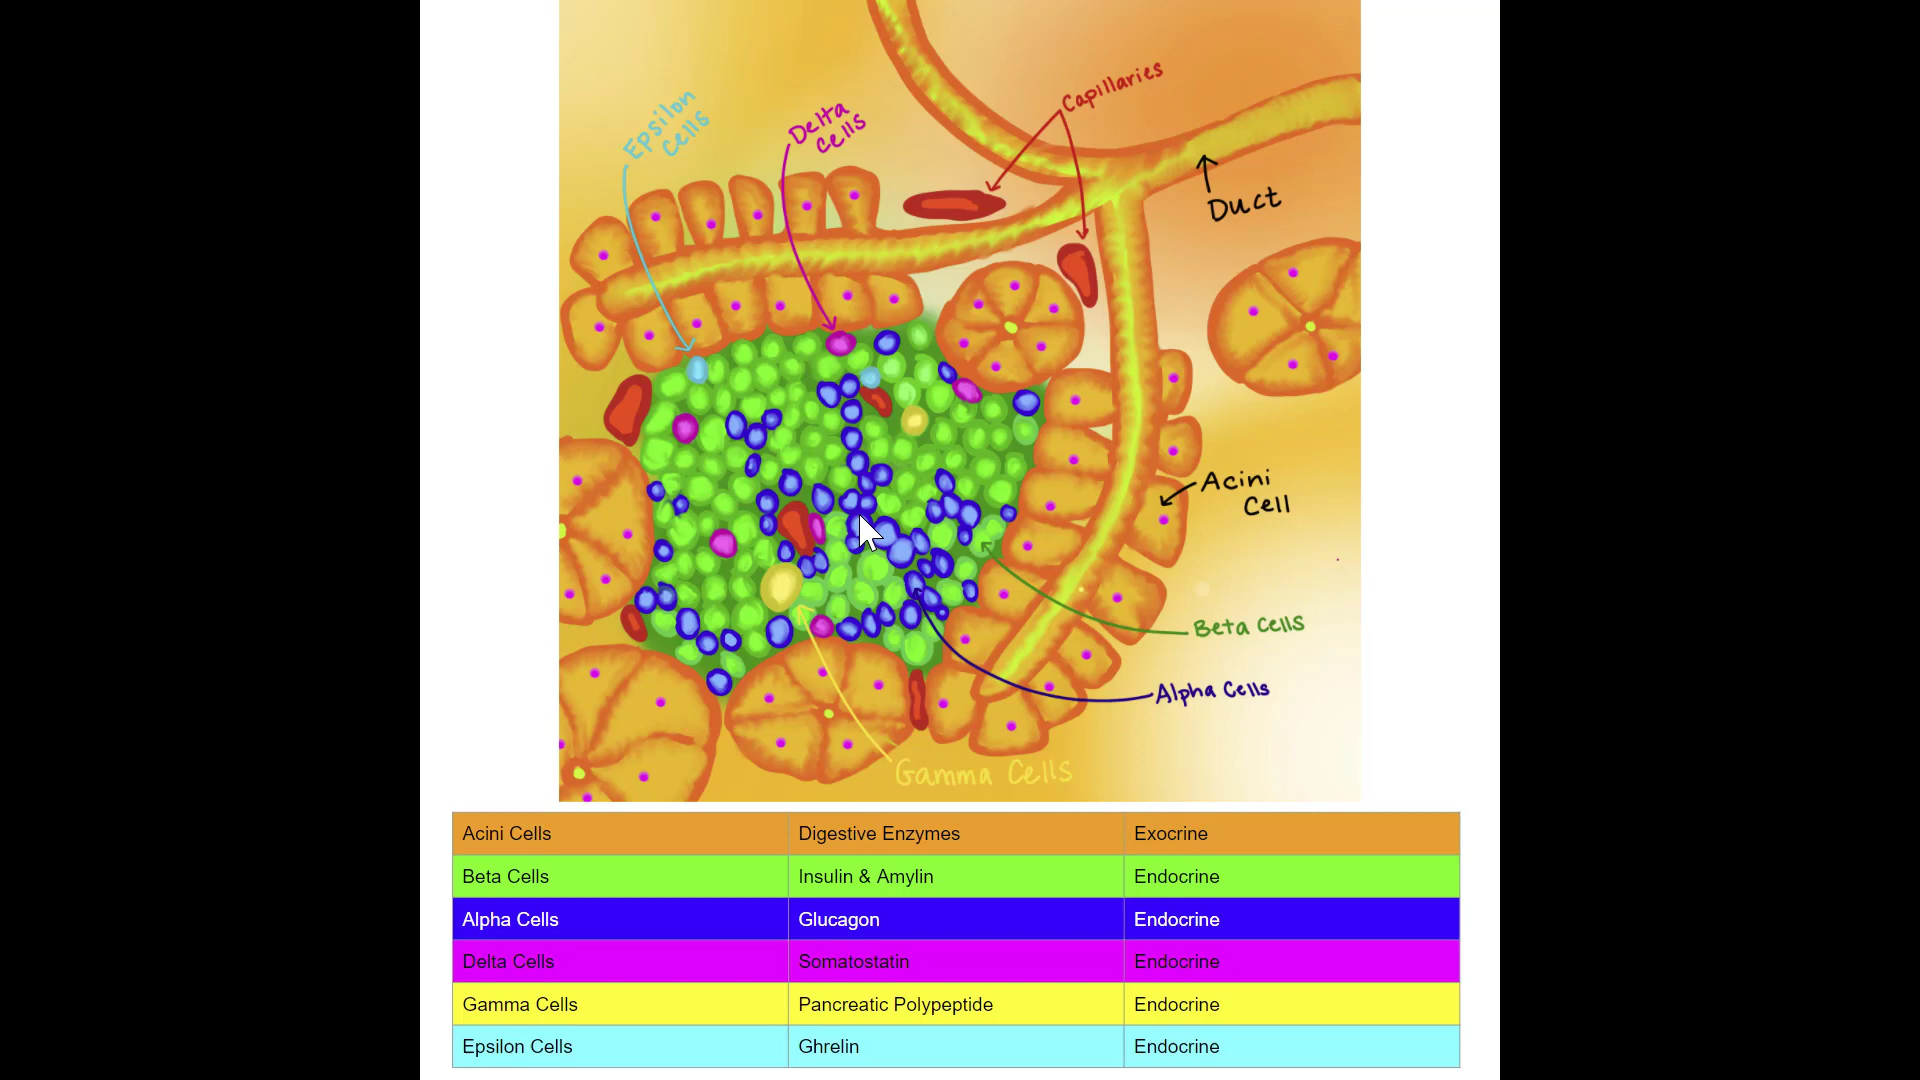 Capillaries
Epsilon
Cells
Delta
Cells
Duct
Acini
Cell
Beta Cells
Alpha Cells
Gamma Cells
Acini Cells Digestive Enzymes Exocrine
Beta Cells Insulin & Amylin Endocrine
Alpha Cells Glucagon Endocrine
Delta Cells Somatostatin Endocrine
Gamma Cells Pancreatic Polypeptide Endocrine
Epsilon Cells Ghrelin Endocrine